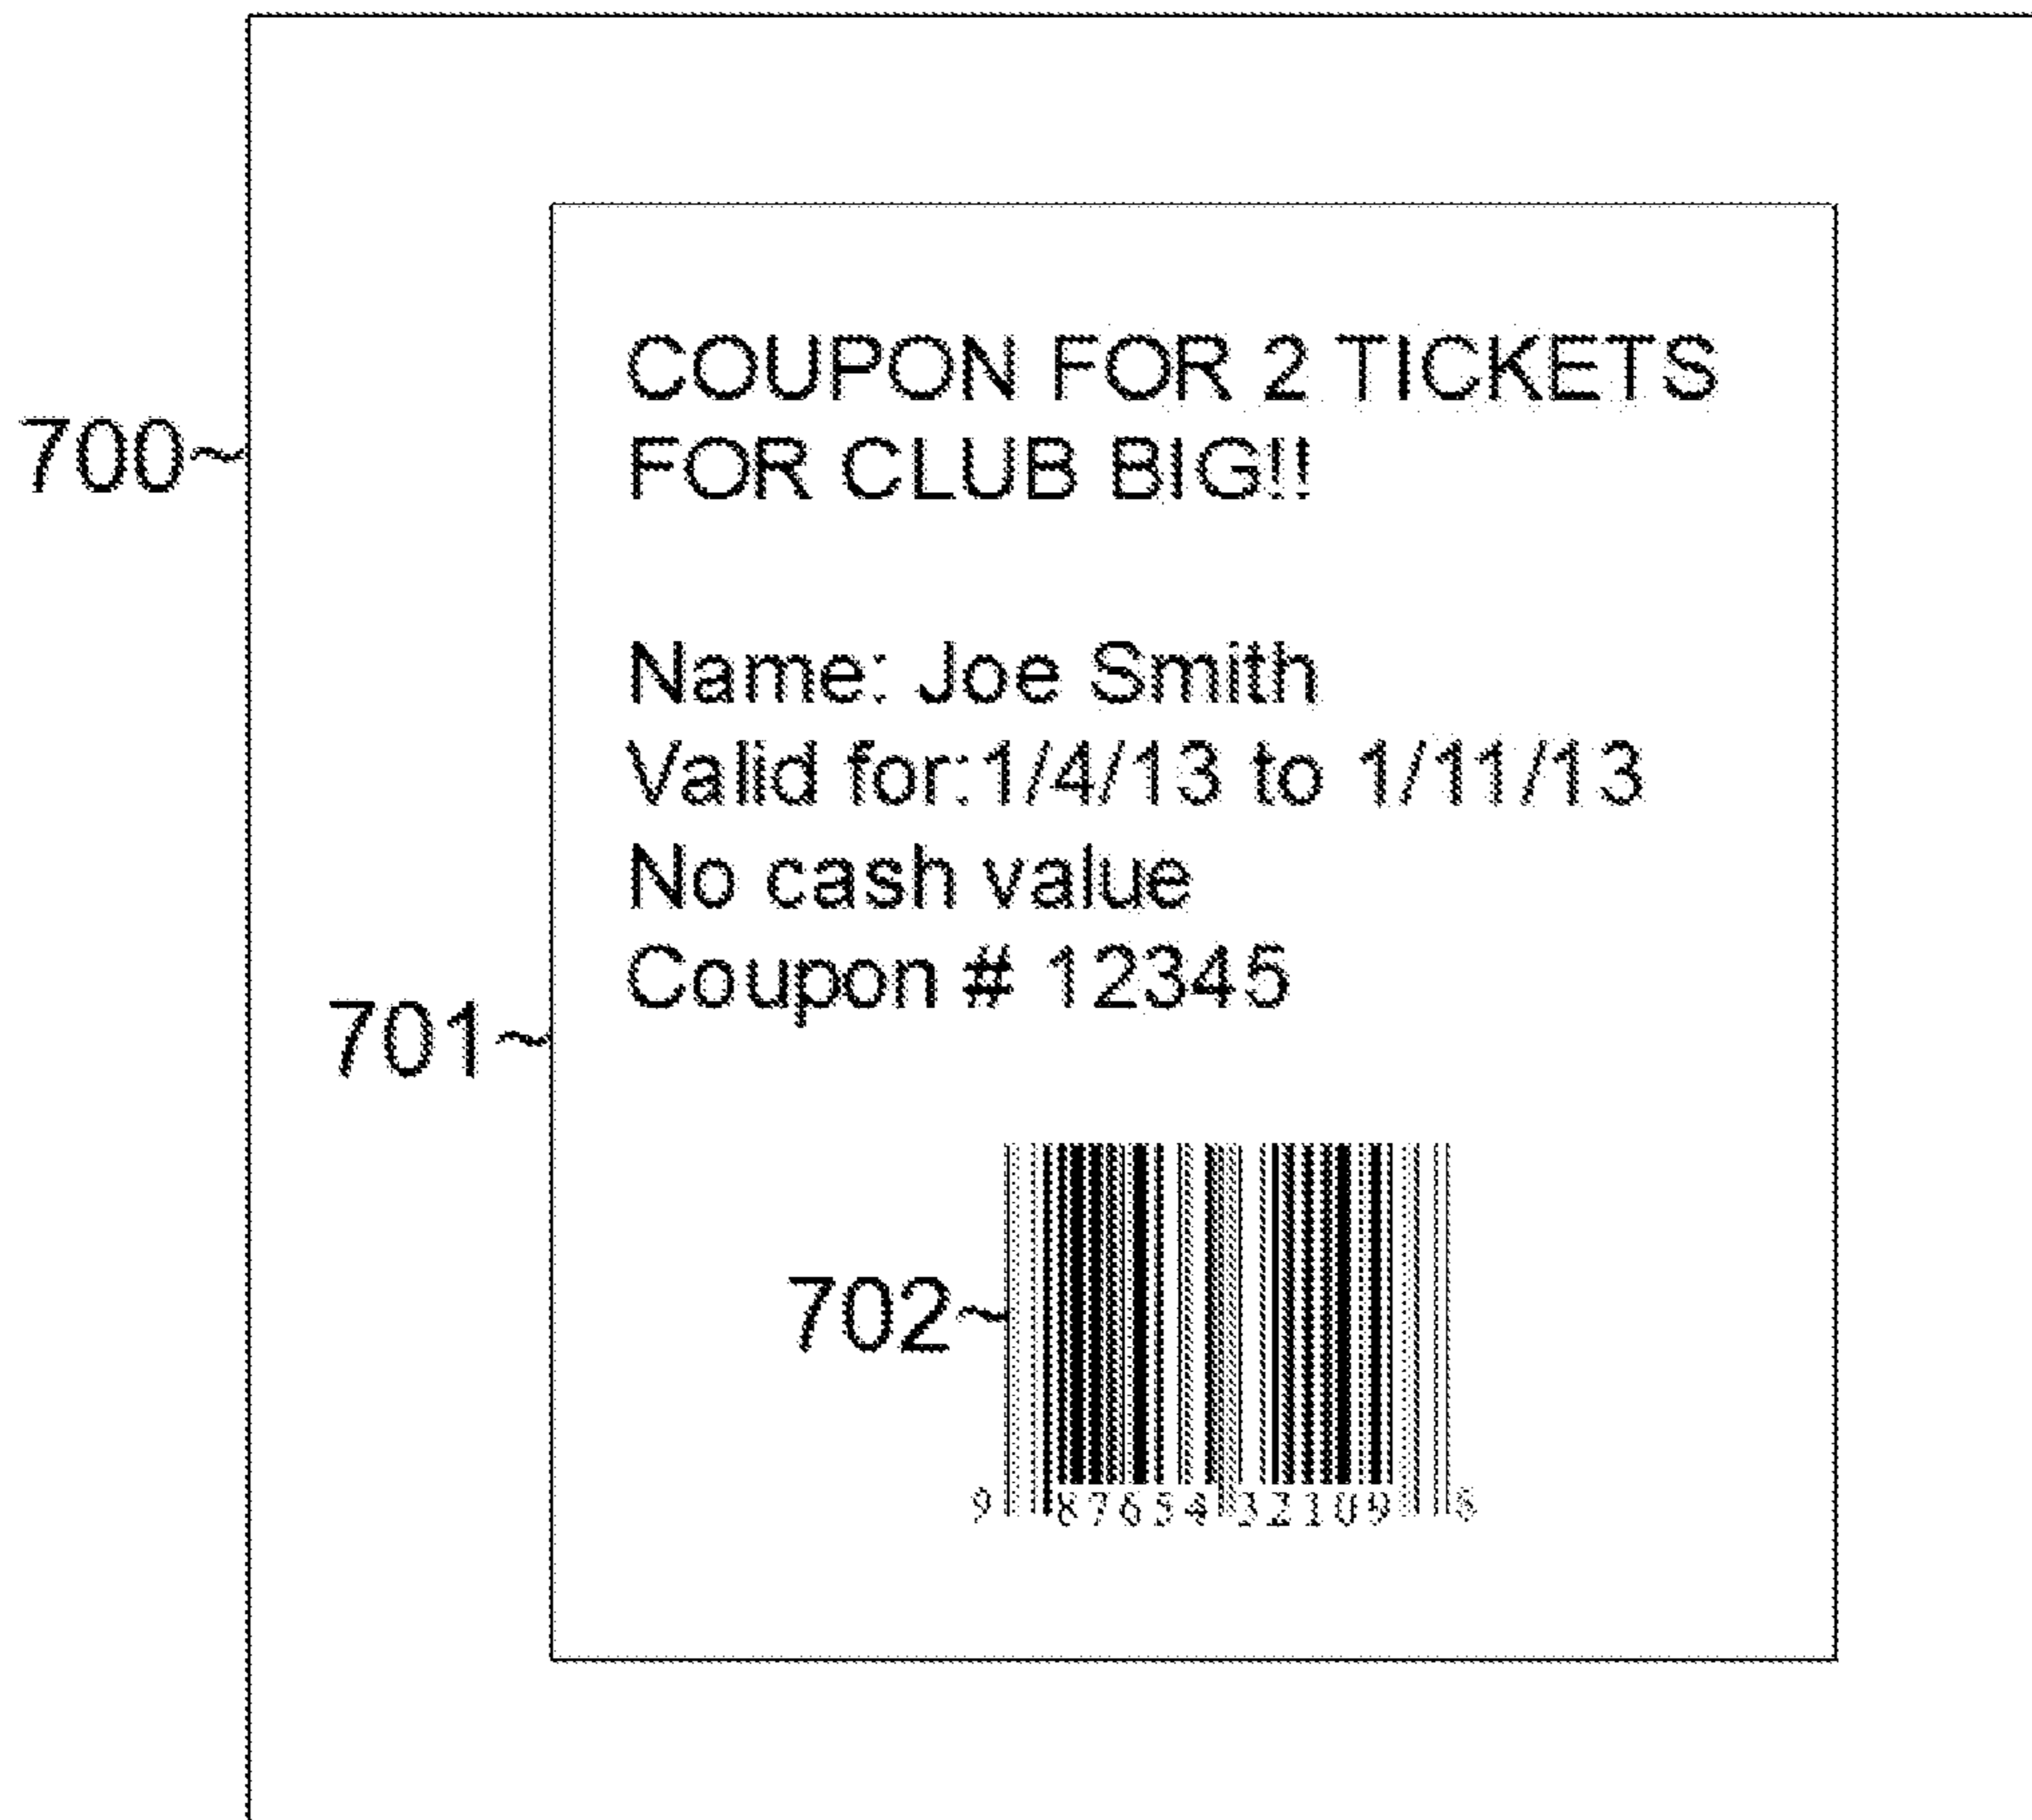 COUPON FOR 2 TICKETS
FOR CLUB BIG!!
700~
Name: Joe Smith
Valid for:1/4/13 to 1/11/13
No cash value
Coupon # 12345
701~
702~
9 87654 32109 8